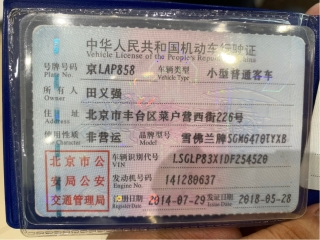 中华人民共和国机动车行驶证
Vehicle License of the People's Republic of China
号牌号码 京LAP858 车辆类型 小型普通客车
Plate No. Vehicle Type
所有人 田义强
Owner
住址 北京市丰台区菜户营西街226号
Address
使用性质 非营运 品牌型号 雪佛兰牌SGM6470TYXB
Use Character Model
北京市公安局公安交通管理局
车辆识别代号 LSGLP83X1DF254520
VIN
发动机号码 141280637
Engine No.
注册日期 2014-07-29 发证日期 2018-05-28
Register Date Issue Date